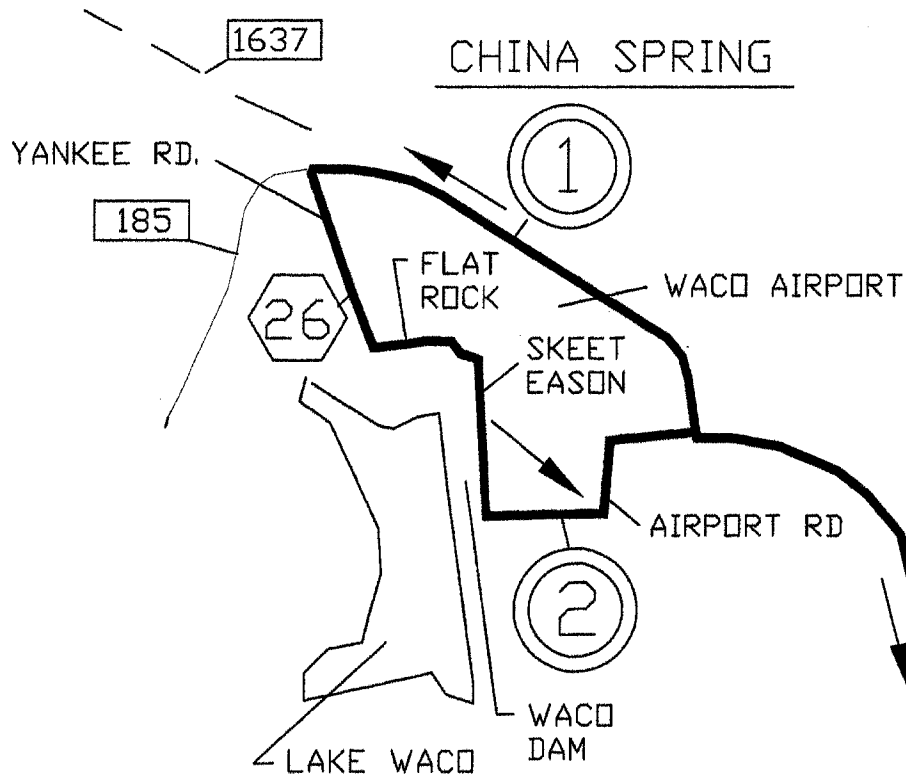 1637
CHINA SPRING
YANKEE RD.
1
185
FLAT
ROCK
WACO AIRPORT
26
SKEET
EASON
AIRPORT RD
2
WACO
DAM
LAKE WACO